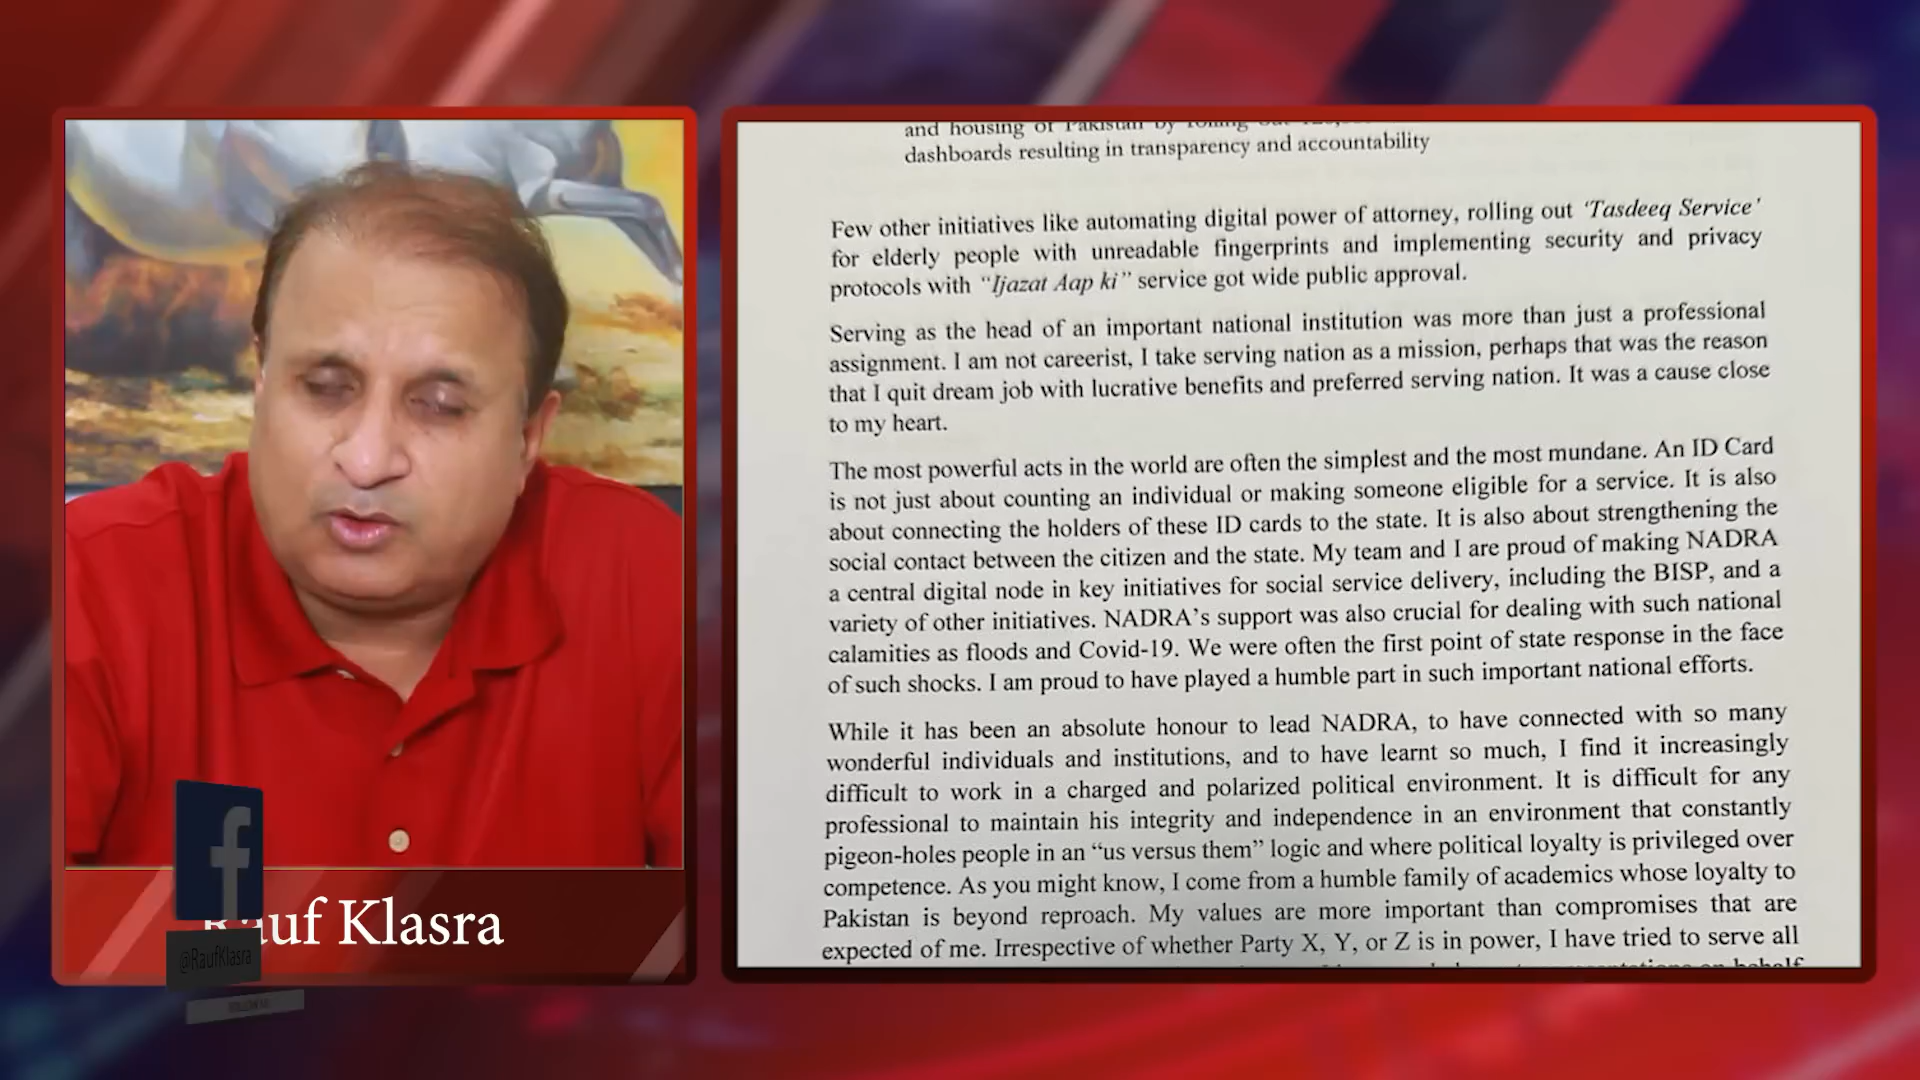 and housing of Pakistan by rolling out
dashboards resulting in transparency and accountability
Few other initiatives like automating digital power of attorney, rolling out ‘Tasdeeq Service’
for elderly people with unreadable fingerprints and implementing security and privacy
protocols with “Ijazat Aap ki” service got wide public approval.
Serving as the head of an important national institution was more than just a professional
assignment. I am not careerist, I take serving nation as a mission, perhaps that was the reason
that I quit dream job with lucrative benefits and preferred serving nation. It was a cause close
to my heart.
The most powerful acts in the world are often the simplest and the most mundane. An ID Card
is not just about counting an individual or making someone eligible for a service. It is also
about connecting the holders of these ID cards to the state. It is also about strengthening the
social contact between the citizen and the state. My team and I are proud of making NADRA
a central digital node in key initiatives for social service delivery, including the BISP, and a
variety of other initiatives. NADRA’s support was also crucial for dealing with such national
calamities as floods and Covid-19. We were often the first point of state response in the face
of such shocks. I am proud to have played a humble part in such important national efforts.
While it has been an absolute honour to lead NADRA, to have connected with so many
wonderful individuals and institutions, and to have learnt so much, I find it increasingly
difficult to work in a charged and polarized political environment. It is difficult for any
professional to maintain his integrity and independence in an environment that constantly
pigeon-holes people in an “us versus them” logic and where political loyalty is privileged over
competence. As you might know, I come from a humble family of academics whose loyalty to
Pakistan is beyond reproach. My values are more important than compromises that are
expected of me. Irrespective of whether Party X, Y, or Z is in power, I have tried to serve all
behalf
Rauf Klasra
@RaufKlasra